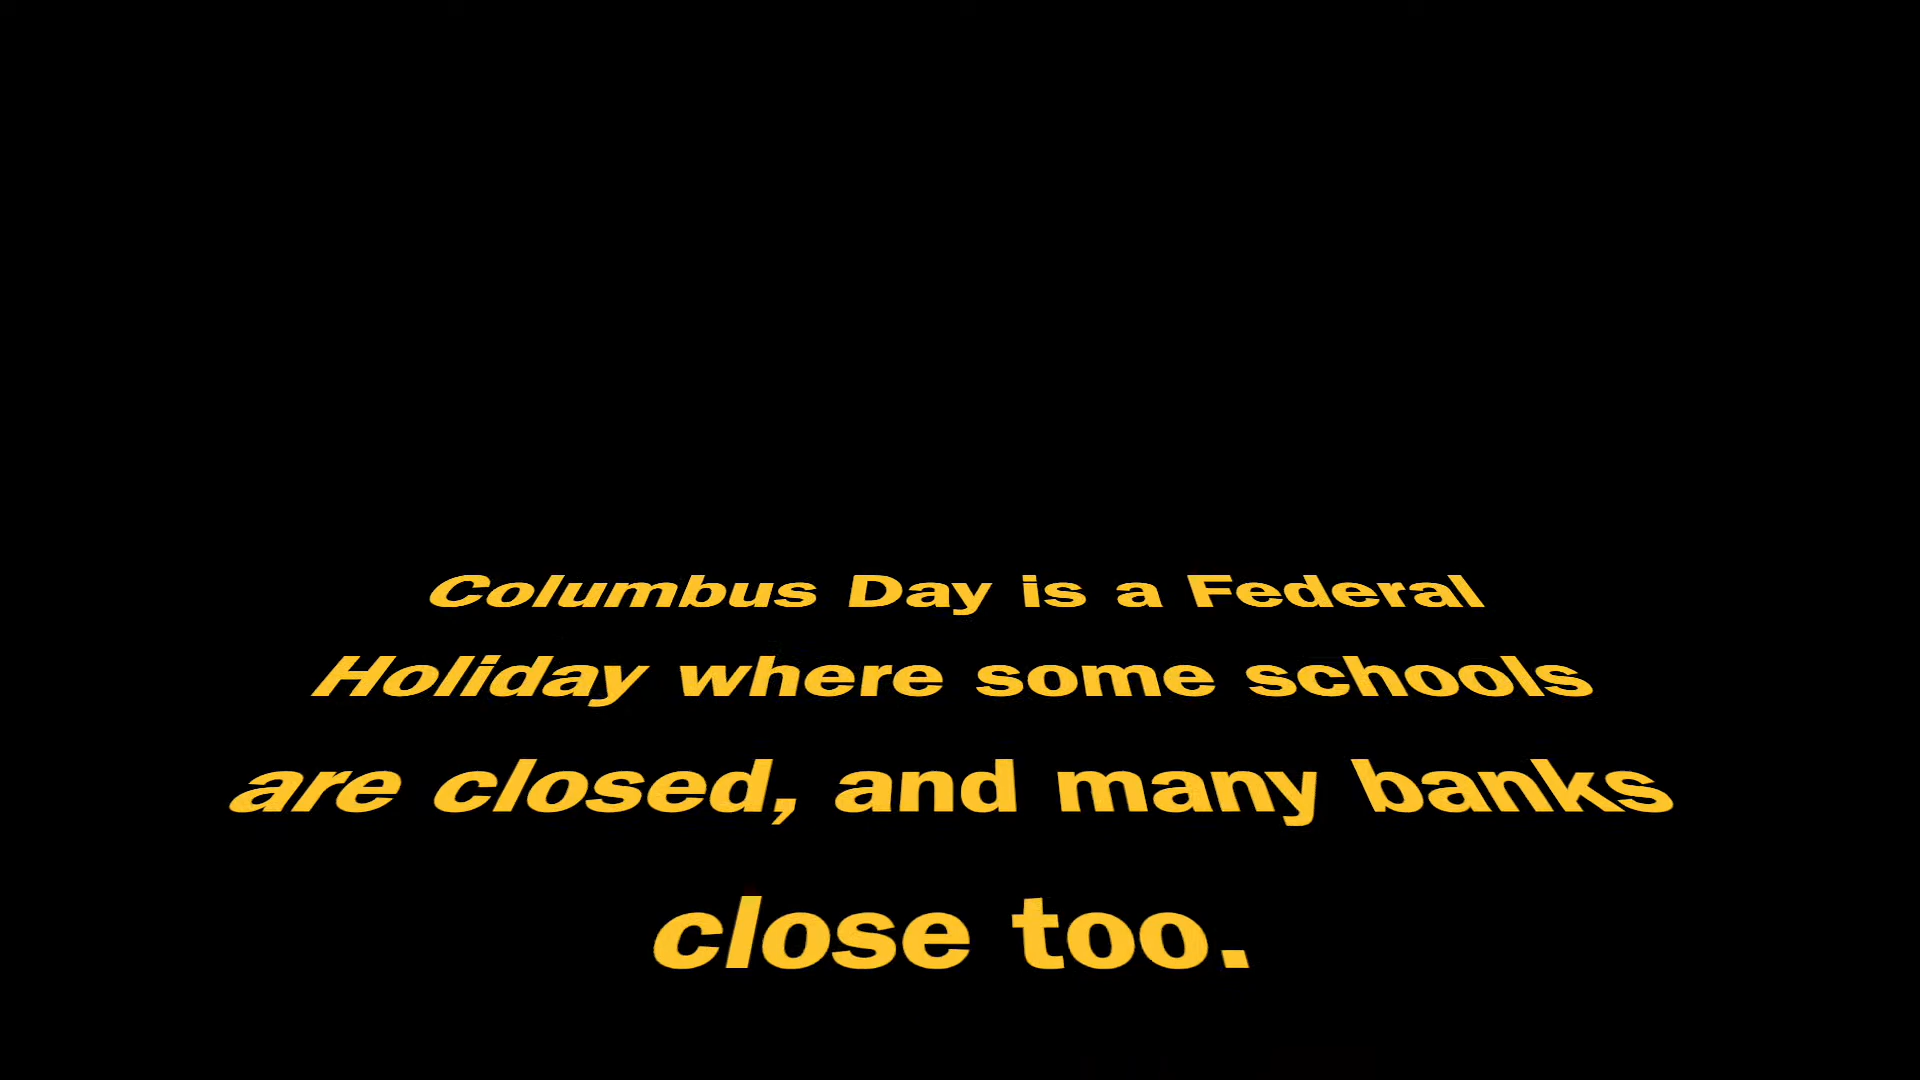 Columbus Day is a Federal
Holiday where some schools
are closed, and many banks
close too.